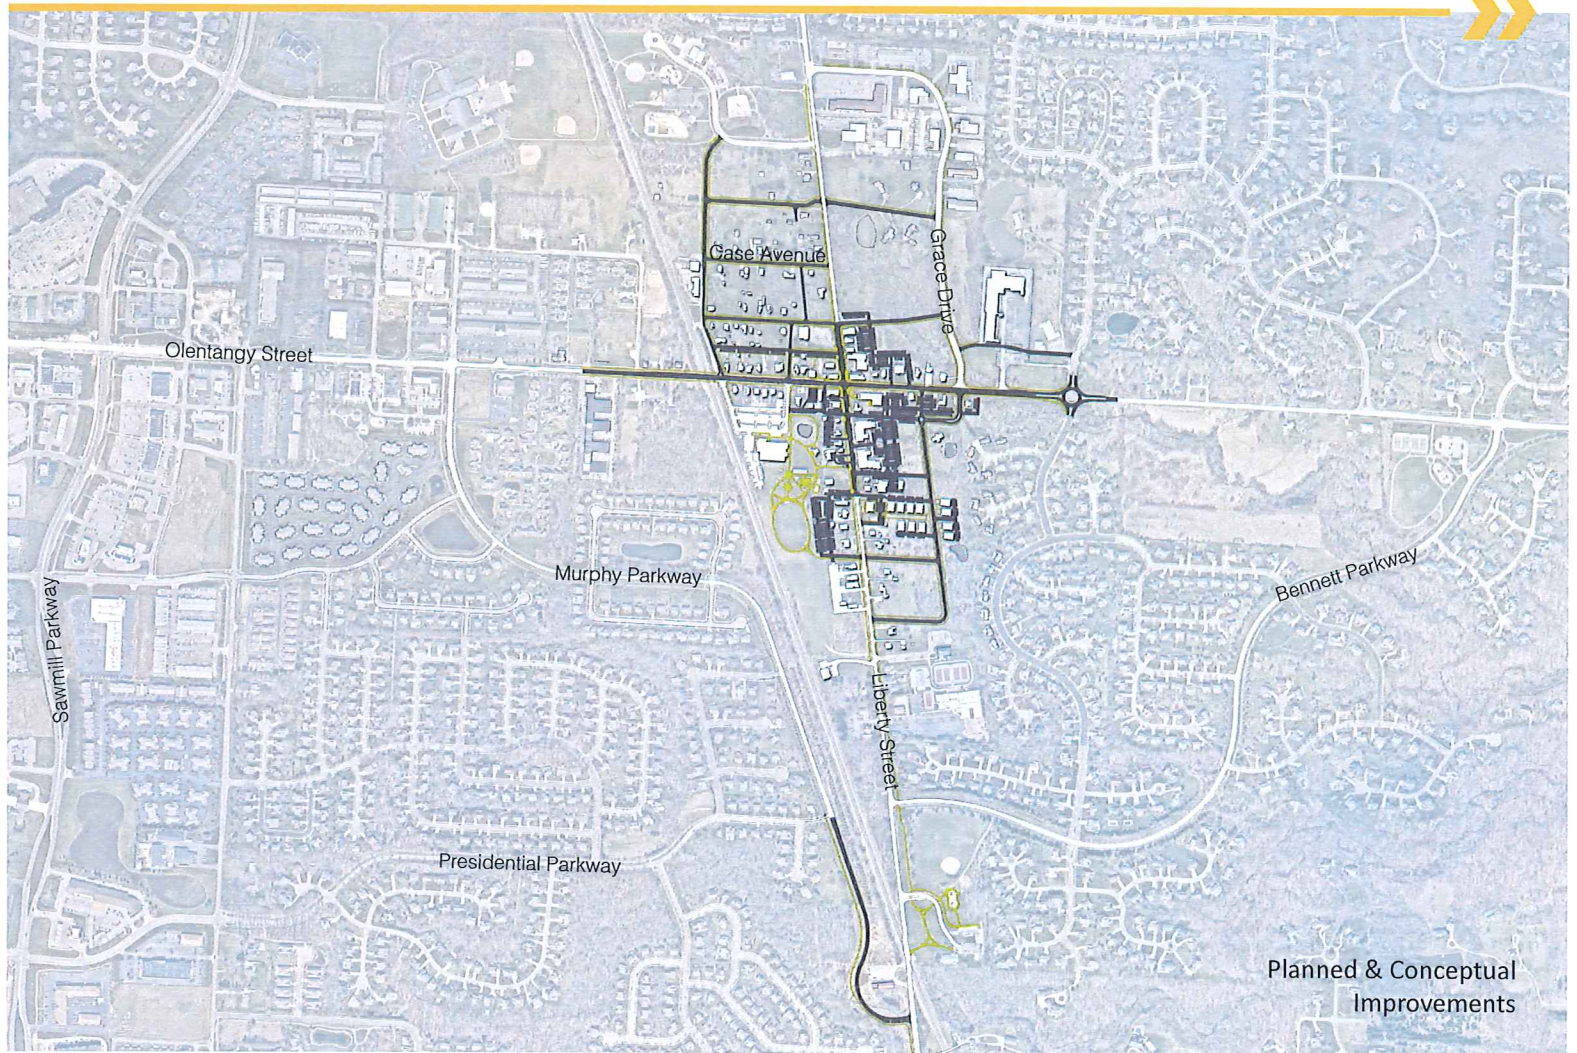 Case Avenue
Grace Drive
Olentangy Street
Murphy Parkway
Bennett Parkway
Sawmill Parkway
Liberty Street
Presidential Parkway
Planned & Conceptual
Improvements